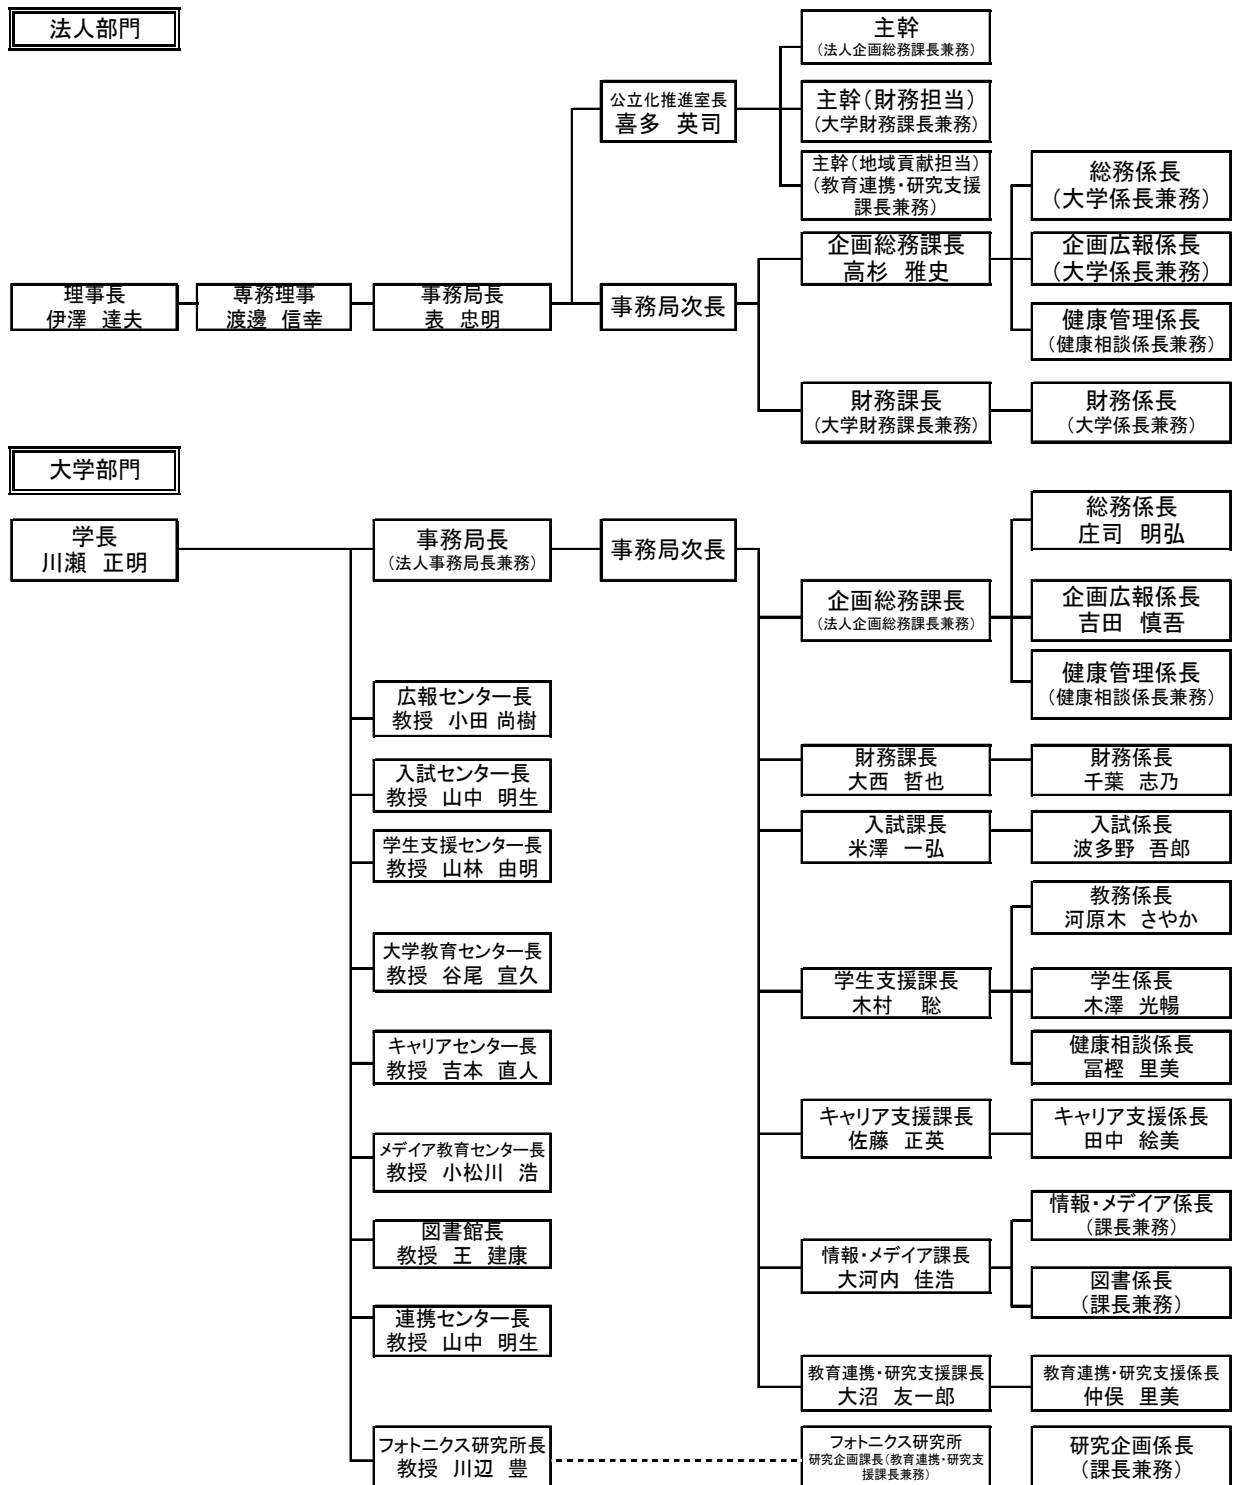 法人部門
主幹
（法人企画総務課長兼務）
公立化推進室長
喜多 英司
主幹（財務担当）
（大学財務課長兼務）
主幹（地域貢献担当）
（教育連携・研究支援
課長兼務）
総務係長
（大学係長兼務）
企画総務課長
高杉 雅史
企画広報係長
（大学係長兼務）
理事長
伊澤 達夫
専務理事
渡邊 信幸
事務局長
表 忠明
事務局次長
健康管理係長
（健康相談係長兼務）
財務課長
（大学財務課長兼務）
財務係長
（大学係長兼務）
大学部門
学長
川瀬 正明
事務局長
（法人事務局長兼務）
事務局次長
総務係長
庄司 明弘
企画総務課長
（法人企画総務課長兼務）
企画広報係長
吉田 慎吾
健康管理係長
（健康相談係長兼務）
広報センター長
教授 小田 尚樹
財務課長
大西 哲也
財務係長
千葉 志乃
入試センター長
教授 山中 明生
入試課長
米澤 一弘
入試係長
波多野 吾郎
学生支援センター長
教授 山林 由明
教務係長
河原木 さやか
大学教育センター長
教授 谷尾 宣久
学生支援課長
木村 聡
学生係長
木澤 光暢
キャリアセンター長
教授 吉本 直人
健康相談係長
冨樫 里美
キャリア支援課長
佐藤 正英
キャリア支援係長
田中 絵美
メデイア教育センター長
教授 小松川 浩
情報・メデイア係長
（課長兼務）
図書館長
教授 王 建康
情報・メデイア課長
大河内 佳浩
図書係長
（課長兼務）
連携センター長
教授 山中 明生
教育連携・研究支援課長
大沼 友一郎
教育連携・研究支援係長
仲俣 里美
フォトニクス研究所長
教授 川辺 豊
フォトニクス研究所
研究企画課長（教育連携・研究支
援課長兼務）
研究企画係長
（課長兼務）